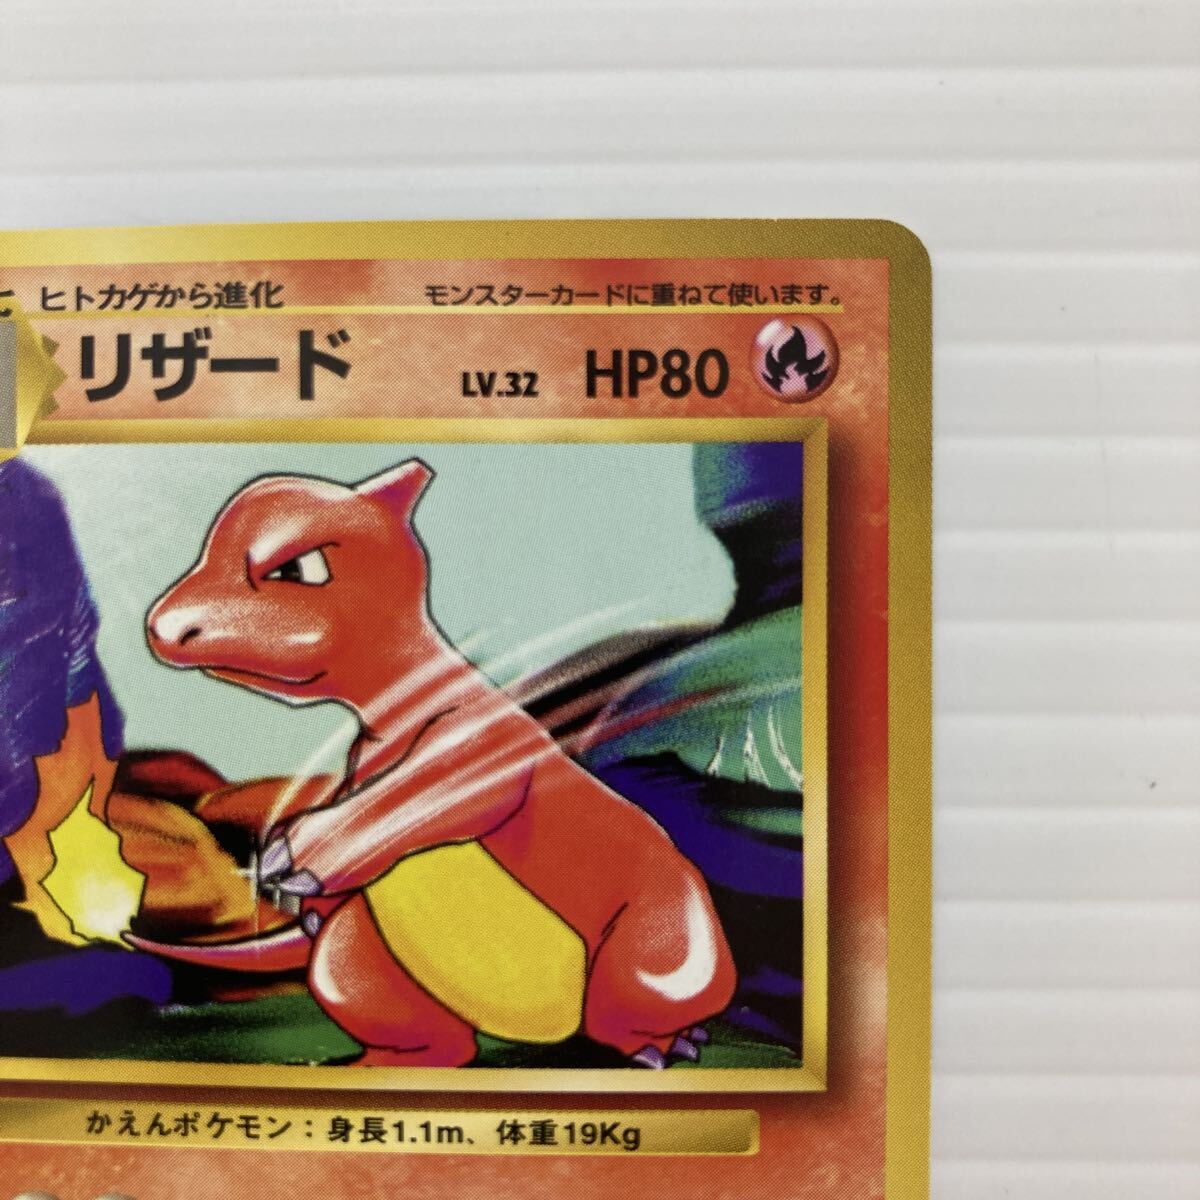 ヒトカゲから進化
モンスターカードに重ねて使います。
リザード LV.32 HP80
かえんポケモン：身長1.1m、体重19Kg